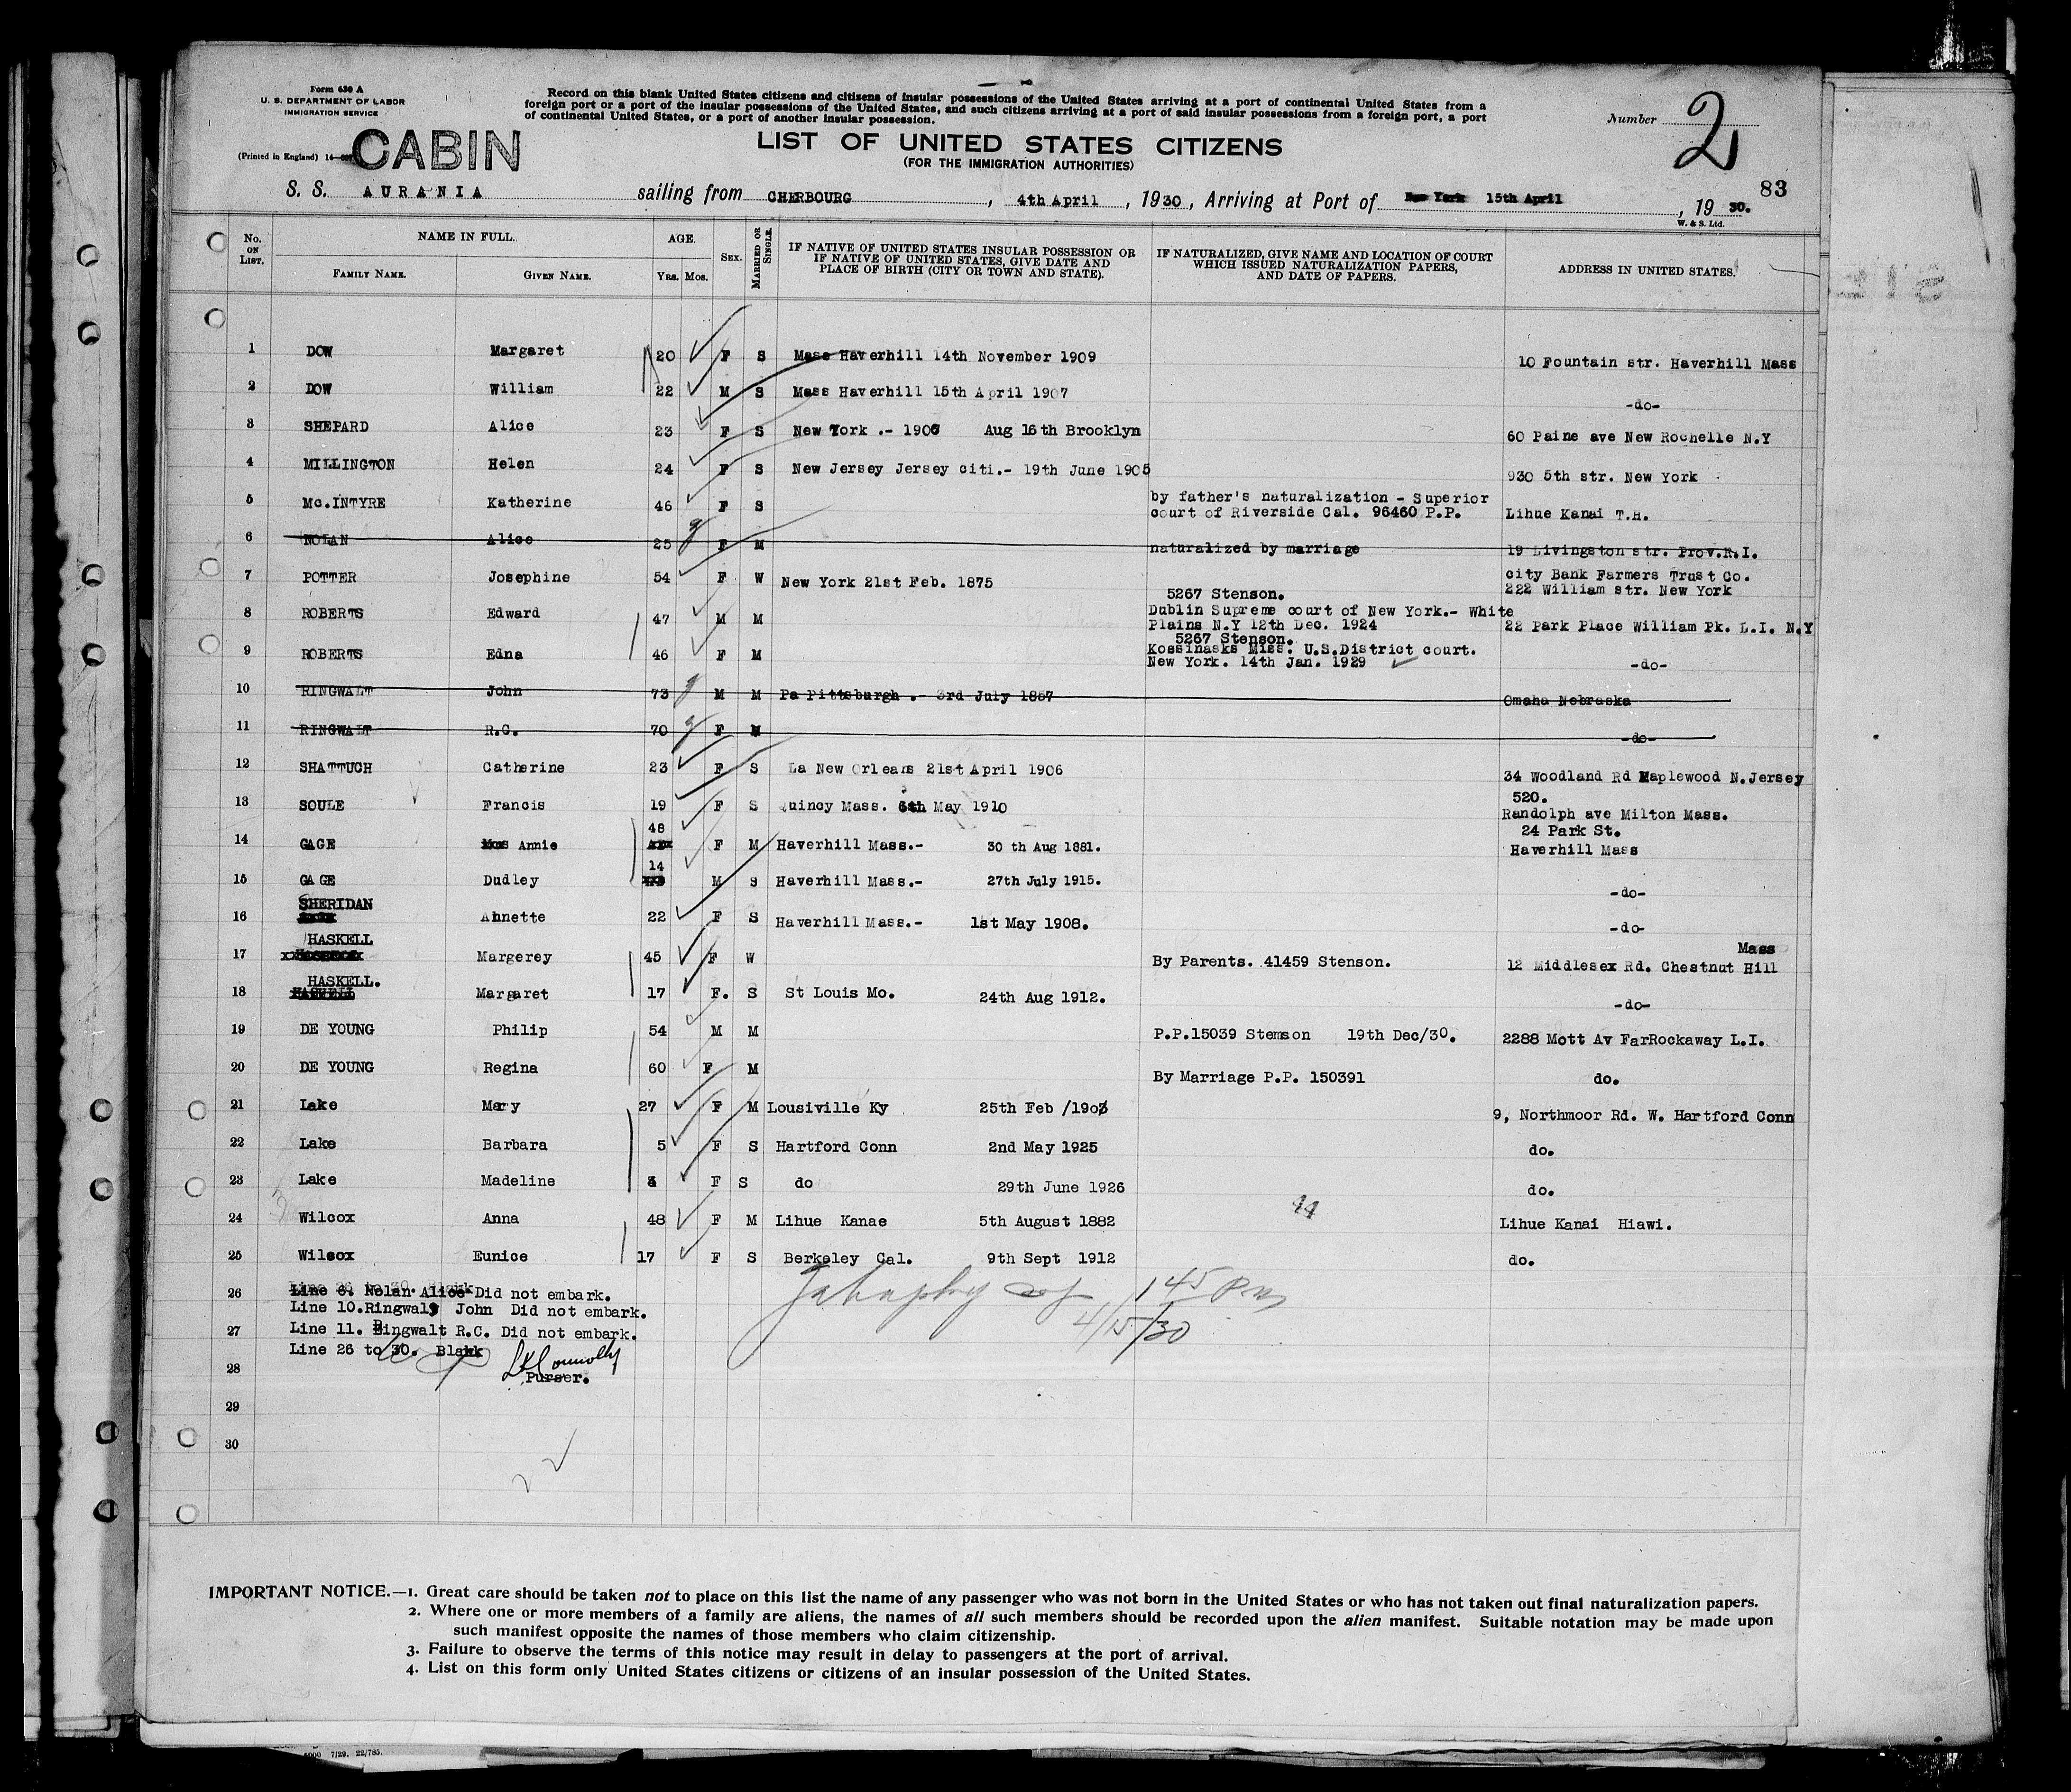 Form 630 A
U. S. DEPARTMENT OF LABOR
IMMIGRATION SERVICE
(Printed in England) 14—
CABIN
Record on this blank United States citizens and citizens of insular possessions of the United States arriving at a port of continental United States from a
foreign port or a port of the insular possessions of the United States, and such citizens arriving at a port of said insular possessions from a foreign port, a port
of continental United States, or a port of another insular possession.
LIST OF UNITED STATES CITIZENS
(FOR THE IMMIGRATION AUTHORITIES)
Number 2
83
S. S. AURANIA sailing from CHERBOURG, 4th April, 1930, Arriving at Port of New York 15th April, 19 30.
W. & S. Ltd.
No. ON LIST. NAME IN FULL. FAMILY NAME. GIVEN NAME. AGE. Yrs. Mos. SEX. MARRIED OR SINGLE. IF NATIVE OF UNITED STATES INSULAR POSSESSION OR IF NATIVE OF UNITED STATES, GIVE DATE AND PLACE OF BIRTH (CITY OR TOWN AND STATE). IF NATURALIZED, GIVE NAME AND LOCATION OF COURT WHICH ISSUED NATURALIZATION PAPERS, AND DATE OF PAPERS. ADDRESS IN UNITED STATES.
1 DOW Margaret 20 F S Mass Haverhill 14th November 1909 10 Fountain str. Haverhill Mass
2 DOW William 22 M S Mass Haverhill 15th April 1907 -do-
3 SHEPARD Alice 23 F S New York .- 1906 Aug 16th Brooklyn 60 Paine ave New Rochelle N.Y
4 MILLINGTON Helen 24 F S New Jersey Jersey citi.- 19th June 1905 930 5th str. New York
5 Mc.INTYRE Katherine 46 F S by father's naturalization - Superior
court of Riverside Cal. 96460 P.P. Lihue Kanai T.H.
6 NOLAN Alice 25 F M naturalized by marriage 19 Livingston str. Prov.R.I.
7 POTTER Josephine 54 F W New York 21st Feb. 1875 city Bank Farmers Trust Co.
222 William str. New York
5267 Stenson.
8 ROBERTS Edward 47 M M Dublin Supreme court of New York.- White
Plains N.Y 12th Dec. 1924 22 Park Place William Pk. L.I. N.Y
5267 Stenson.
9 ROBERTS Edna 46 F M Kossinasks Miss. U.S.District court.
New York. 14th Jan. 1929 -do-
10 RINGWALT John 73 M M Pa Pittsburgh .- 3rd July 1857 Omaha Nebraska
11 RINGWALT R.C. 70 F M -do-
12 SHATTUCH Catherine 23 F S La New Orleans 21st April 1906 34 Woodland Rd Maplewood N.Jersey
520.
13 SOULE Francis 19 F S Quincy Mass. 6th May 1910 Randolph ave Milton Mass.
48 24 Park St.
14 GAGE Annie F M Haverhill Mass.- 30 th Aug 1881. Haverhill Mass
14
15 GAGE Dudley M S Haverhill Mass.- 27th July 1915. -do-
SHERIDAN
16 Annette 22 F S Haverhill Mass.- 1st May 1908. -do-
HASKELL Mass
17 Margerey 45 F W By Parents. 41459 Stenson. 12 Middlesex Rd. Chestnut Hill
HASKELL.
18 HASKELL Margaret 17 F. S St Louis Mo. 24th Aug 1912. -do-
19 DE YOUNG Philip 54 M M P.P.15039 Stemson 19th Dec/30. 2288 Mott Av FarRockaway L.I.
20 DE YOUNG Regina 60 F M By Marriage P.P. 150391 do.
21 Lake Mary 27 F M Lousiville Ky 25th Feb /1903 9, Northmoor Rd. W. Hartford Conn
22 Lake Barbara 5 F S Hartford Conn 2nd May 1925 do.
23 Lake Madeline F S do 29th June 1926 do.
24 Wilcox Anna 48 F M Lihue Kanae 5th August 1882 Lihue Kanai Hiawi.
25 Wilcox Eunice 17 F S Berkeley Cal. 9th Sept 1912 do.
26 Line 6. Nolan Alice Did not embark.
Line 10.Ringwalt John Did not embark.
27 Line 11. Ringwalt R.C. Did not embark.
Line 26 to 30. Blank
28 Purser.
29
30
1 45 Pm
4/15/30
IMPORTANT NOTICE.—1. Great care should be taken not to place on this list the name of any passenger who was not born in the United States or who has not taken out final naturalization papers.
2. Where one or more members of a family are aliens, the names of all such members should be recorded upon the alien manifest. Suitable notation may be made upon
such manifest opposite the names of those members who claim citizenship.
3. Failure to observe the terms of this notice may result in delay to passengers at the port of arrival.
4. List on this form only United States citizens or citizens of an insular possession of the United States.
7/29. 22/785.